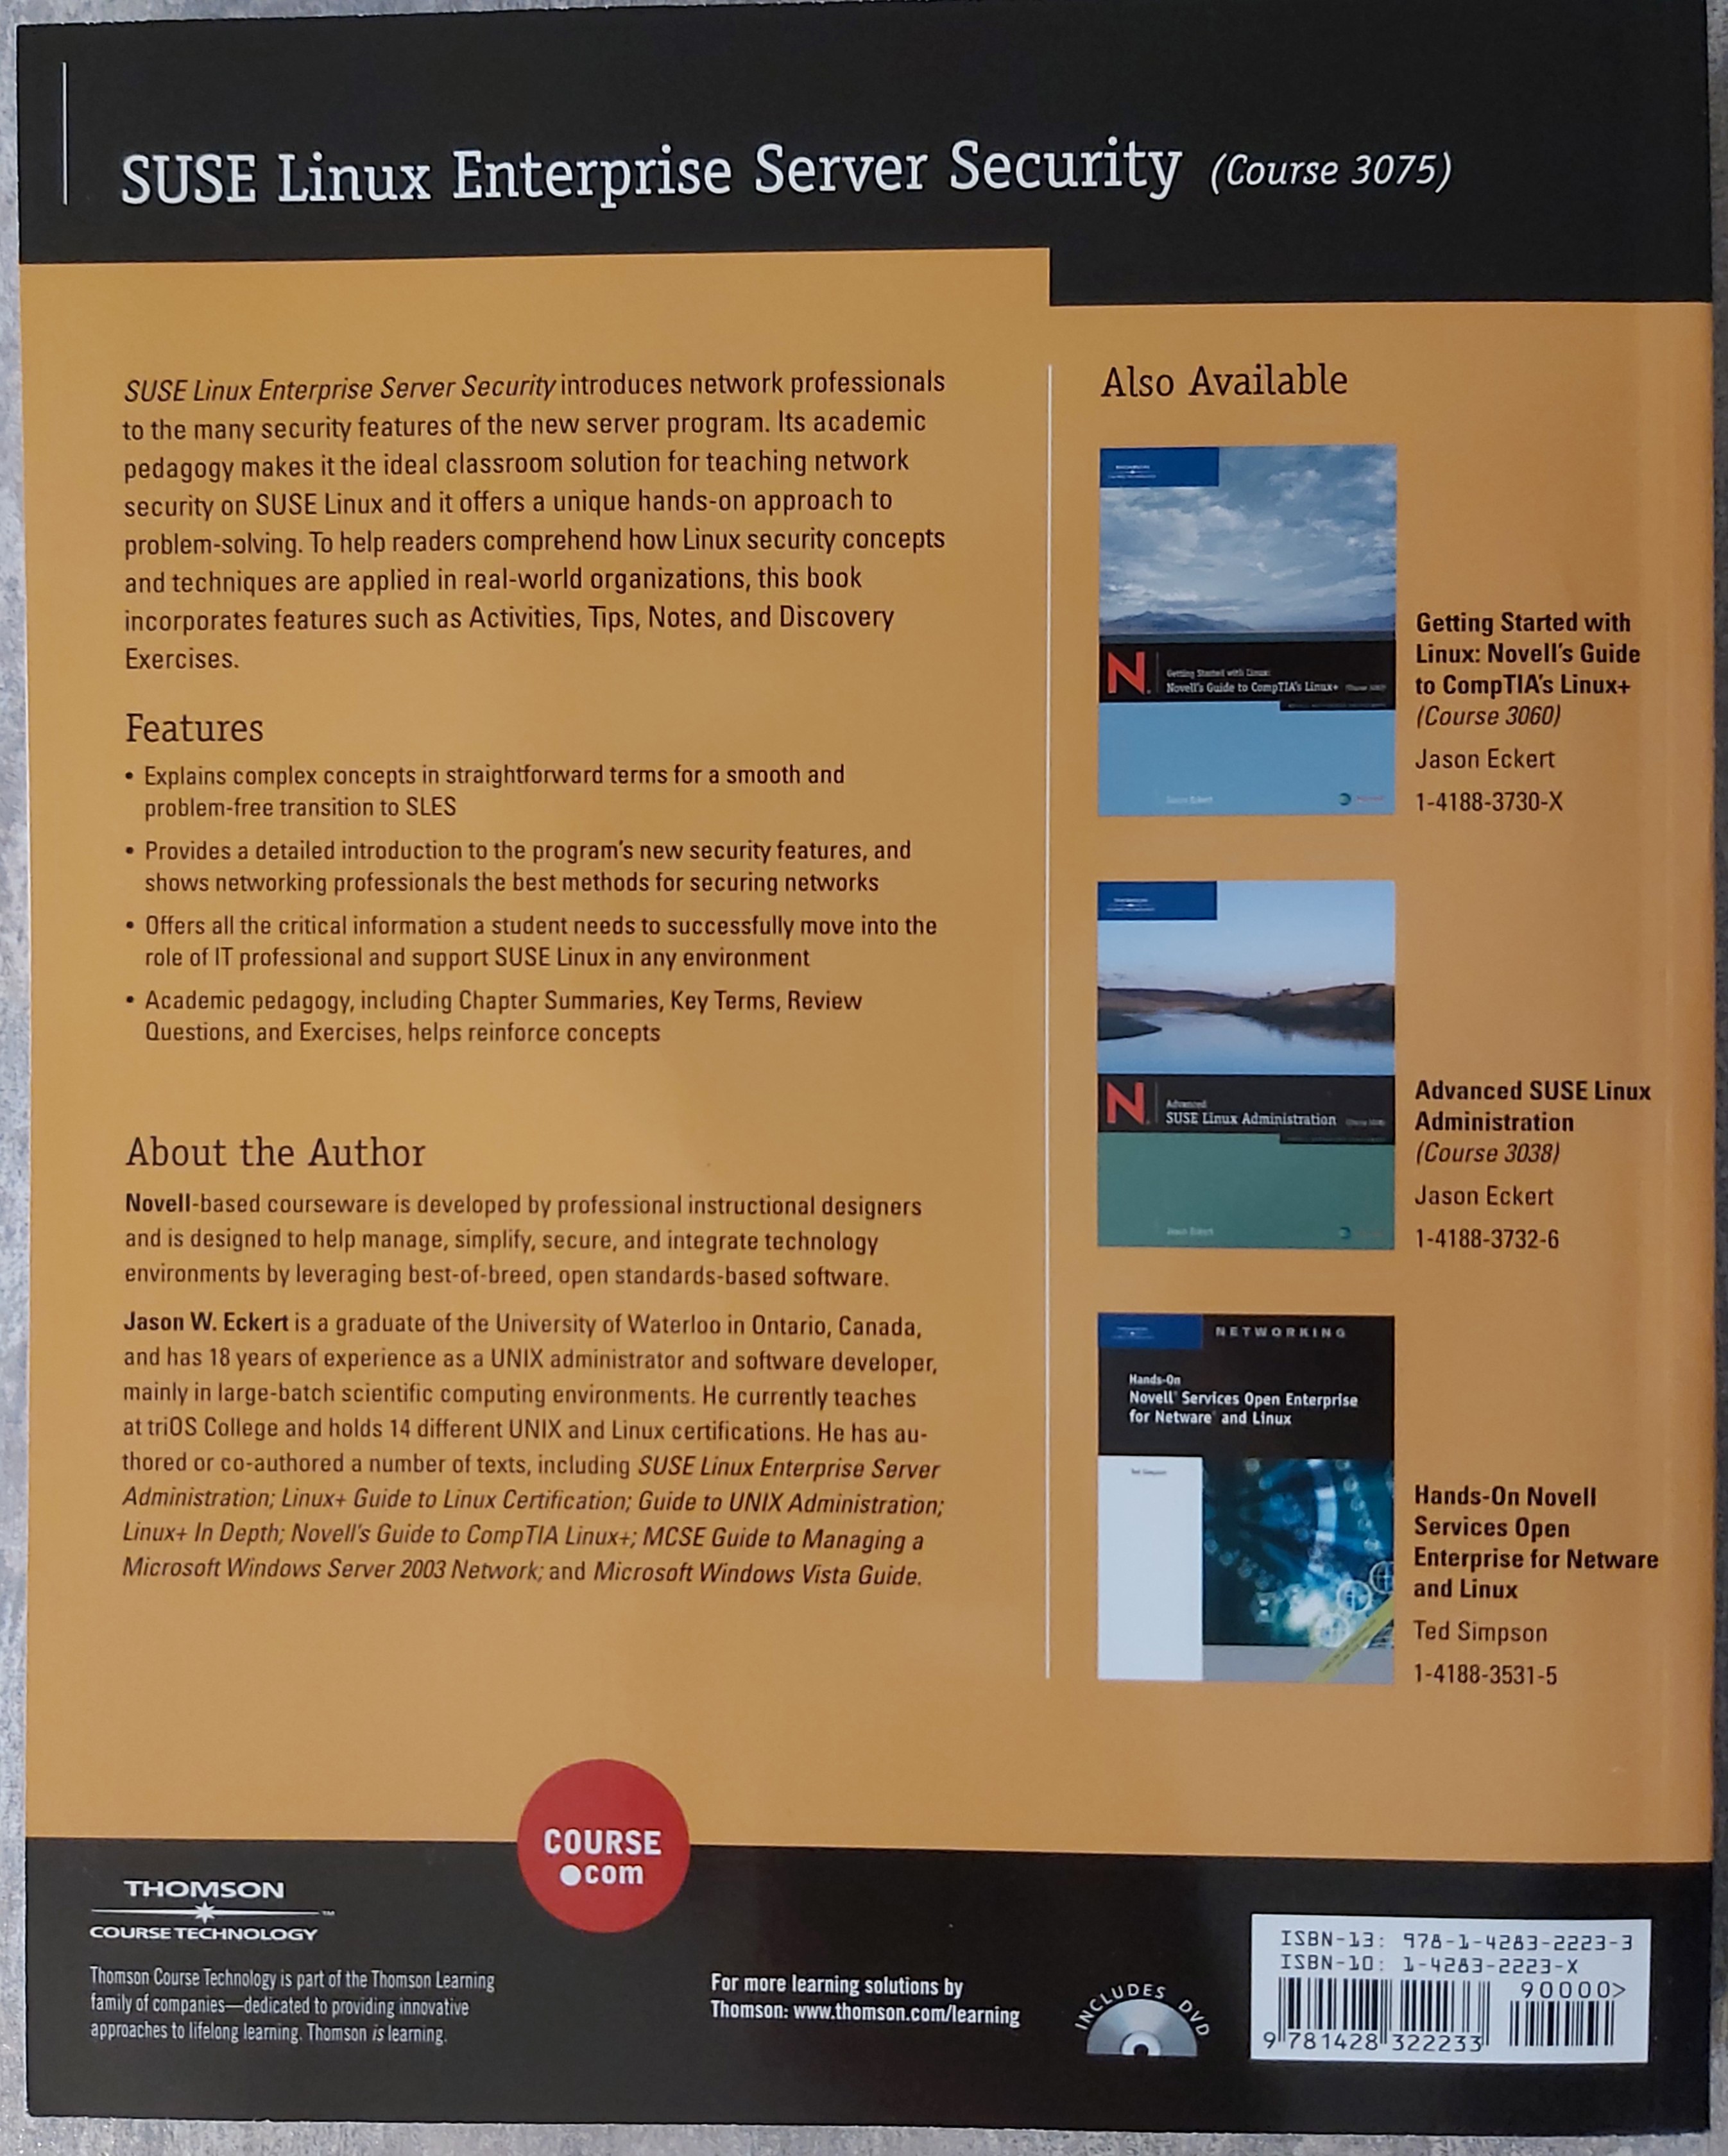 SUSE Linux Enterprise Server Security (Course 3075)
SUSE Linux Enterprise Server Security introduces network professionals
to the many security features of the new server program. Its academic
pedagogy makes it the ideal classroom solution for teaching network
security on SUSE Linux and it offers a unique hands-on approach to
problem-solving. To help readers comprehend how Linux security concepts
and techniques are applied in real-world organizations, this book
incorporates features such as Activities, Tips, Notes, and Discovery
Exercises.
Features
• Explains complex concepts in straightforward terms for a smooth and
problem-free transition to SLES
• Provides a detailed introduction to the program's new security features, and
shows networking professionals the best methods for securing networks
• Offers all the critical information a student needs to successfully move into the
role of IT professional and support SUSE Linux in any environment
• Academic pedagogy, including Chapter Summaries, Key Terms, Review
Questions, and Exercises, helps reinforce concepts
About the Author
Novell-based courseware is developed by professional instructional designers
and is designed to help manage, simplify, secure, and integrate technology
environments by leveraging best-of-breed, open standards-based software.
Jason W. Eckert is a graduate of the University of Waterloo in Ontario, Canada,
and has 18 years of experience as a UNIX administrator and software developer,
mainly in large-batch scientific computing environments. He currently teaches
at triOS College and holds 14 different UNIX and Linux certifications. He has au-
thored or co-authored a number of texts, including SUSE Linux Enterprise Server
Administration; Linux+ Guide to Linux Certification; Guide to UNIX Administration;
Linux+ In Depth; Novell's Guide to CompTIA Linux+; MCSE Guide to Managing a
Microsoft Windows Server 2003 Network; and Microsoft Windows Vista Guide.
Also Available
N
Getting Started with Linux:
Novell's Guide to CompTIA's Linux+
Jason Eckert
Getting Started with
Linux: Novell's Guide
to CompTIA's Linux+
(Course 3060)
Jason Eckert
1-4188-3730-X
N
Advanced
SUSE Linux Administration
Jason Eckert
Advanced SUSE Linux
Administration
(Course 3038)
Jason Eckert
1-4188-3732-6
NETWORKING
Hands-On
Novell® Services Open Enterprise
for Netware® and Linux
Ted Simpson
Hands-On Novell
Services Open
Enterprise for Netware
and Linux
Ted Simpson
1-4188-3531-5
COURSE
.com
THOMSON
™
COURSE TECHNOLOGY
Thomson Course Technology is part of the Thomson Learning
family of companies—dedicated to providing innovative
approaches to lifelong learning. Thomson is learning.
For more learning solutions by
Thomson: www.thomson.com/learning
INCLUDES DVD
ISBN-13: 978-1-4283-2223-3
ISBN-10: 1-4283-2223-X
90000>
9 781428 322233